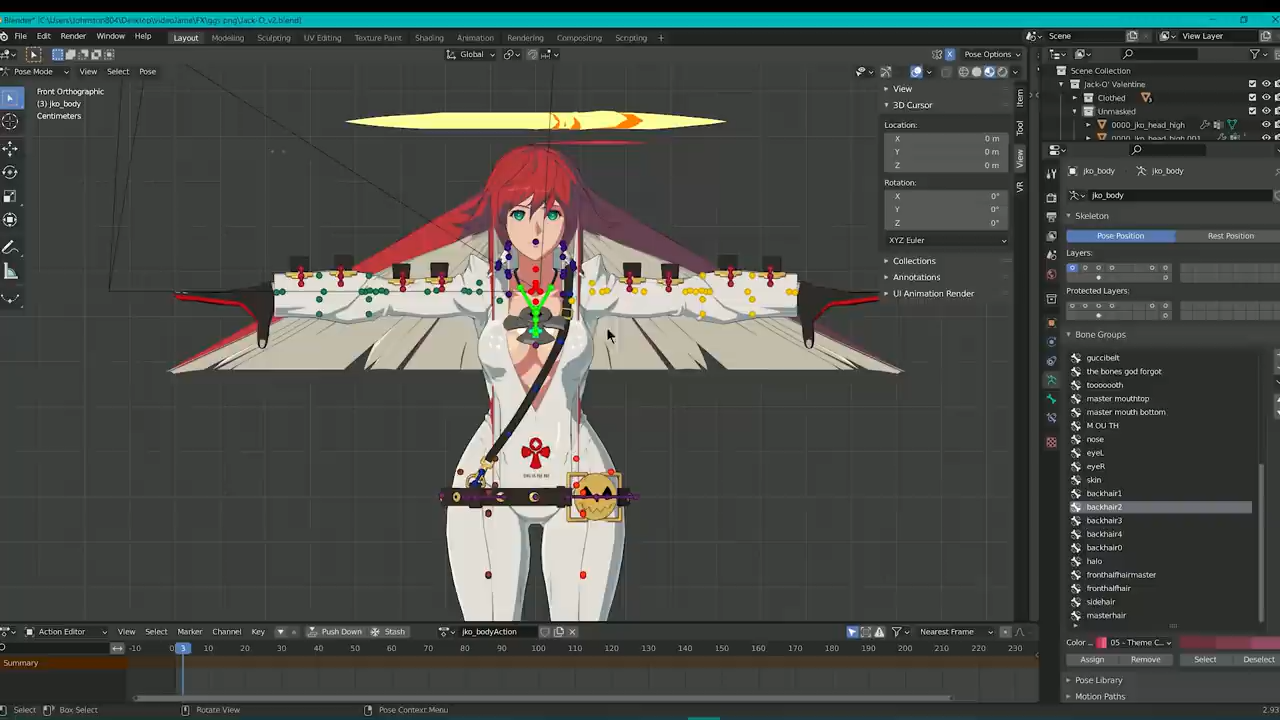 Blender* [C:\Users\Johnson804\Desktop\videoJame\FX\ggs png\Jack-O_v2.blend]
File Edit Render Window Help
Layout Modeling Sculpting UV Editing Texture Paint Shading Animation Rendering Compositing Scripting +
Scene
View Layer
Global
Pose Options
Pose Mode View Select Pose
Front Orthographic
(3) jko_body
Centimeters
View
3D Cursor
Location:
X 0 m
Y 0 m
Z 0 m
Rotation:
X 0°
Y 0°
Z 0°
XYZ Euler
Collections
Annotations
UI Animation Render
Item
Tool
View
VR
Scene Collection
Jack-O' Valentine
Clothed
Unmasked
0000_jko_head_high
0000_jko_head_high.001
jko_body jko_body
jko_body
Skeleton
Pose Position Rest Position
Layers:
Protected Layers:
Bone Groups
guccibelt
the bones god forgot
and
tooooooth
master mouthtop
master mouth bottom
M OU TH
nose
eyeL
eyeR
skin
backhair1
backhair2
backhair3
backhair4
backhair0
halo
fronthalfhairmaster
fronthalfhair
sidehair
masterhair
Color ... 05 - Theme C...
Assign Remove Select Deselect
Pose Library
Motion Paths
Action Editor View Select Marker Channel Key Push Down Stash jko_bodyAction Nearest Frame
-10 0 3 10 20 30 40 50 60 70 80 90 100 110 120 130 140 150 160 170 180 190 200 210 220 230
Summary
Select Box Select Rotate View Pose Context Menu
2.93